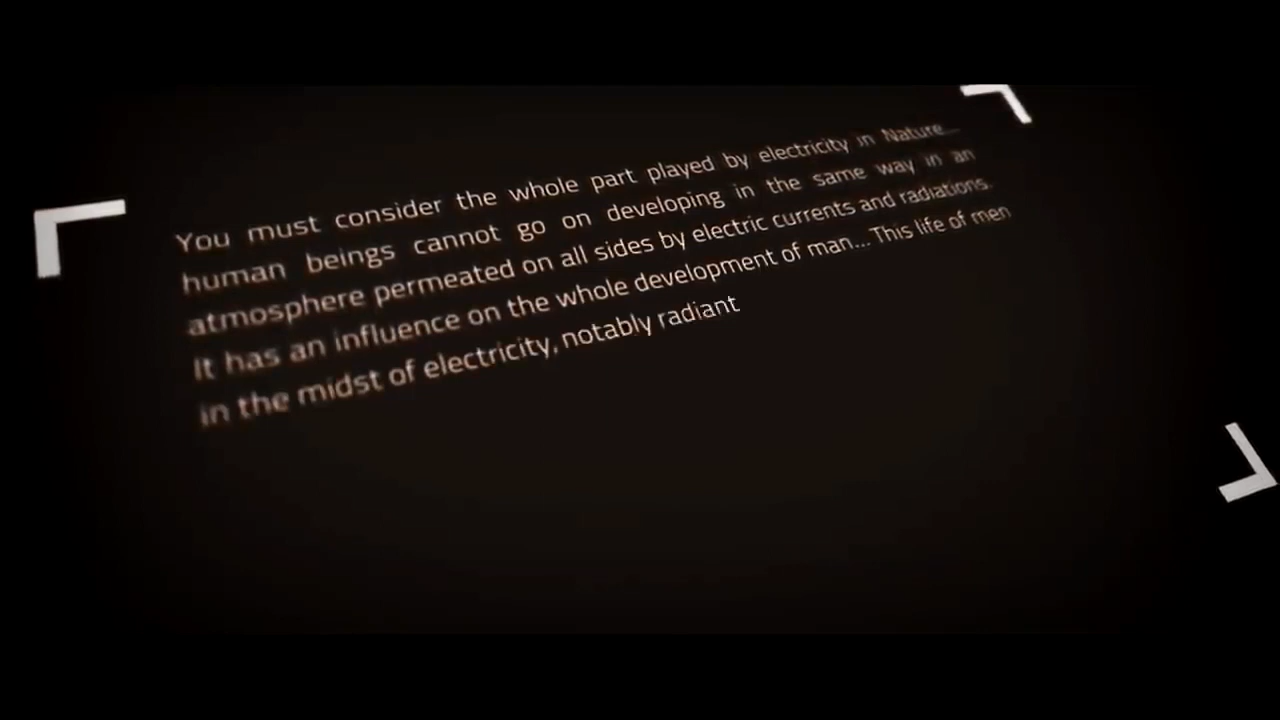 You must consider the whole part played by electricity in Nature...
human beings cannot go on developing in the same way in an
atmosphere permeated on all sides by electric currents and radiations.
It has an influence on the whole development of man... This life of men
in the midst of electricity, notably radiant